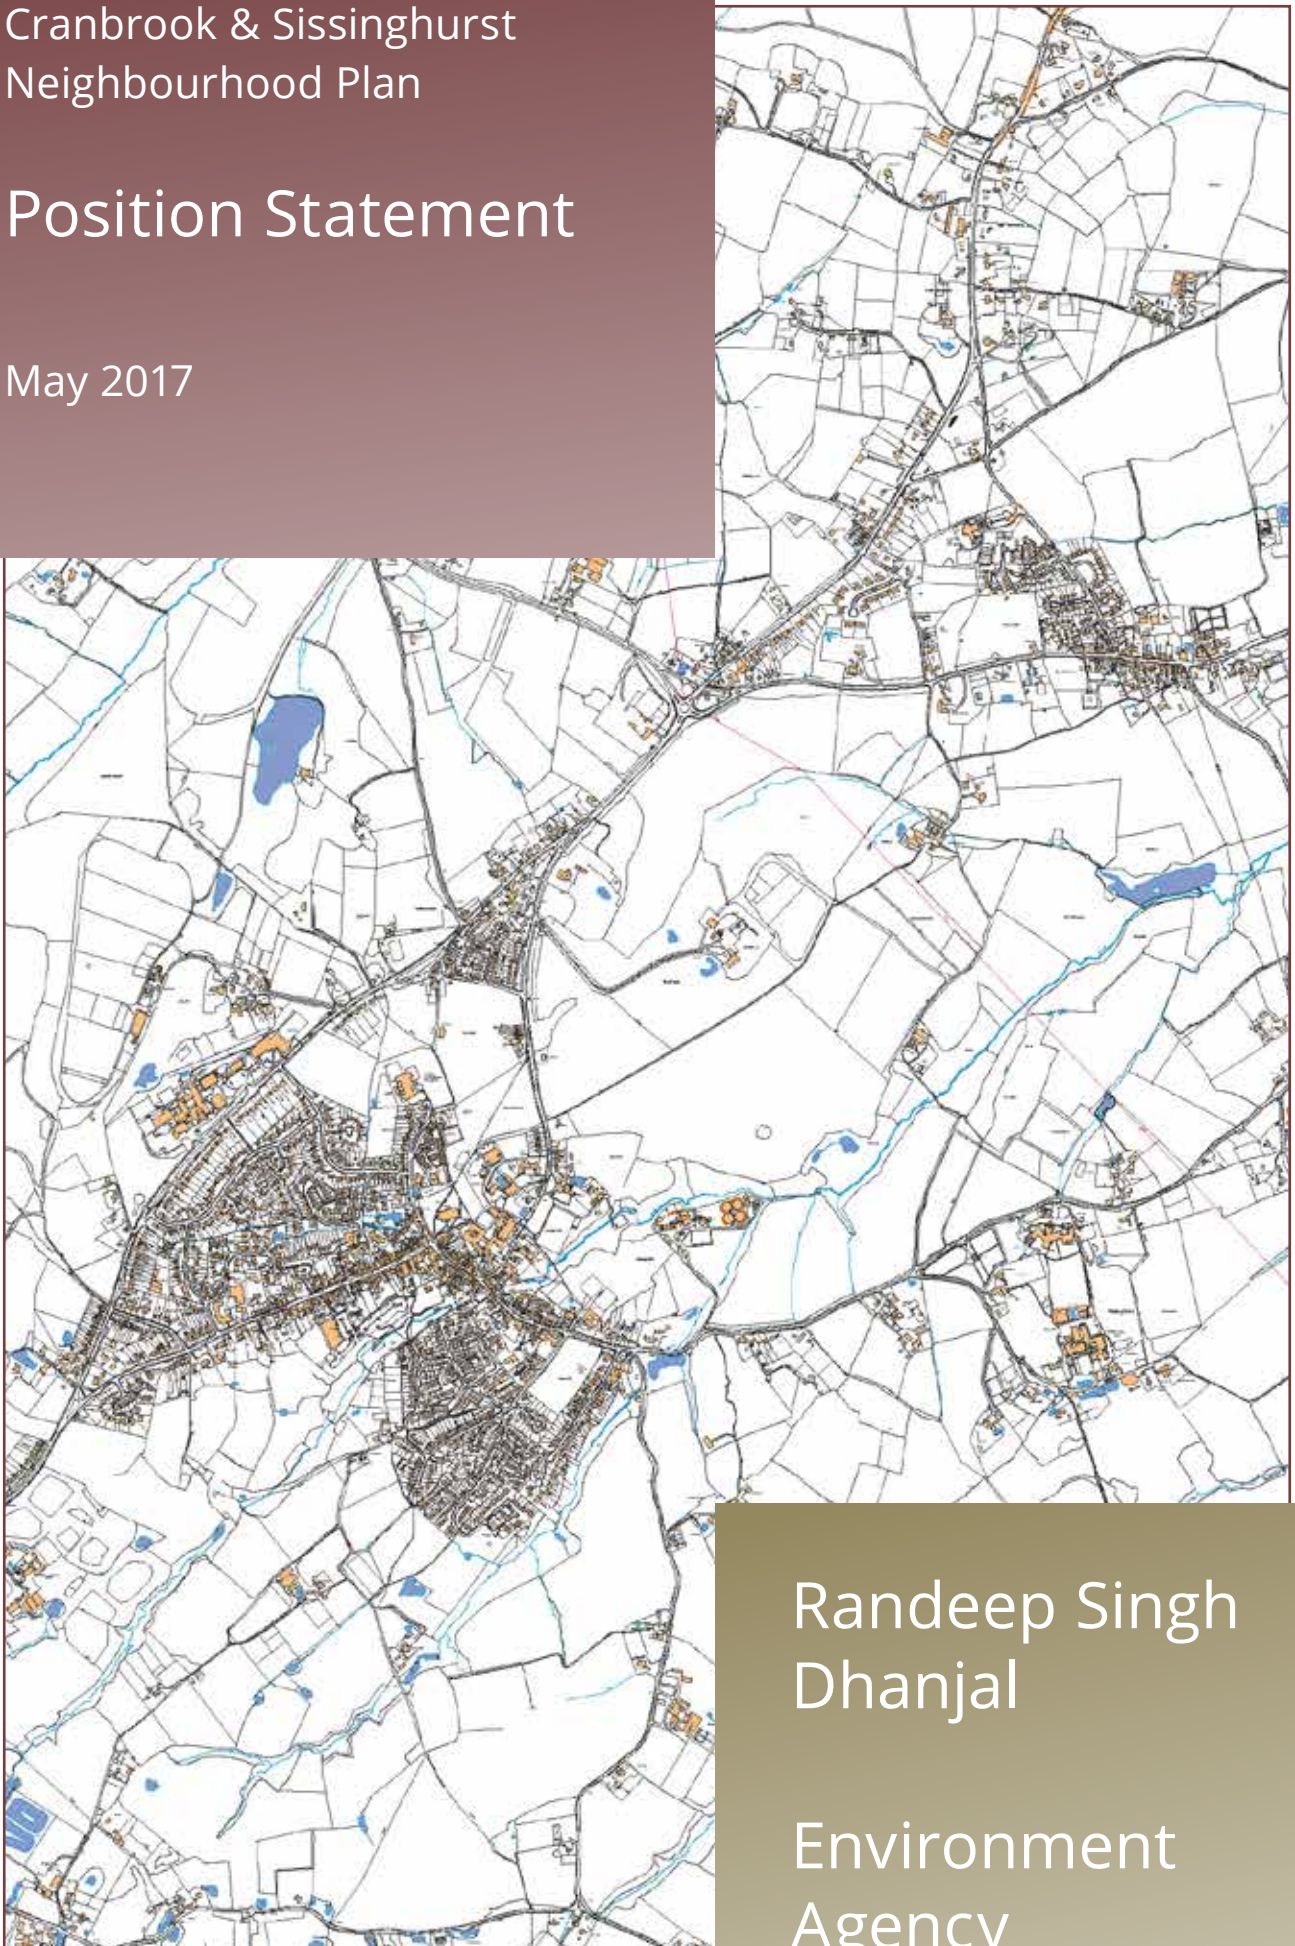 Cranbrook & Sissinghurst
Neighbourhood Plan
Position Statement
May 2017
Randeep Singh
Dhanjal
Environment
Agency